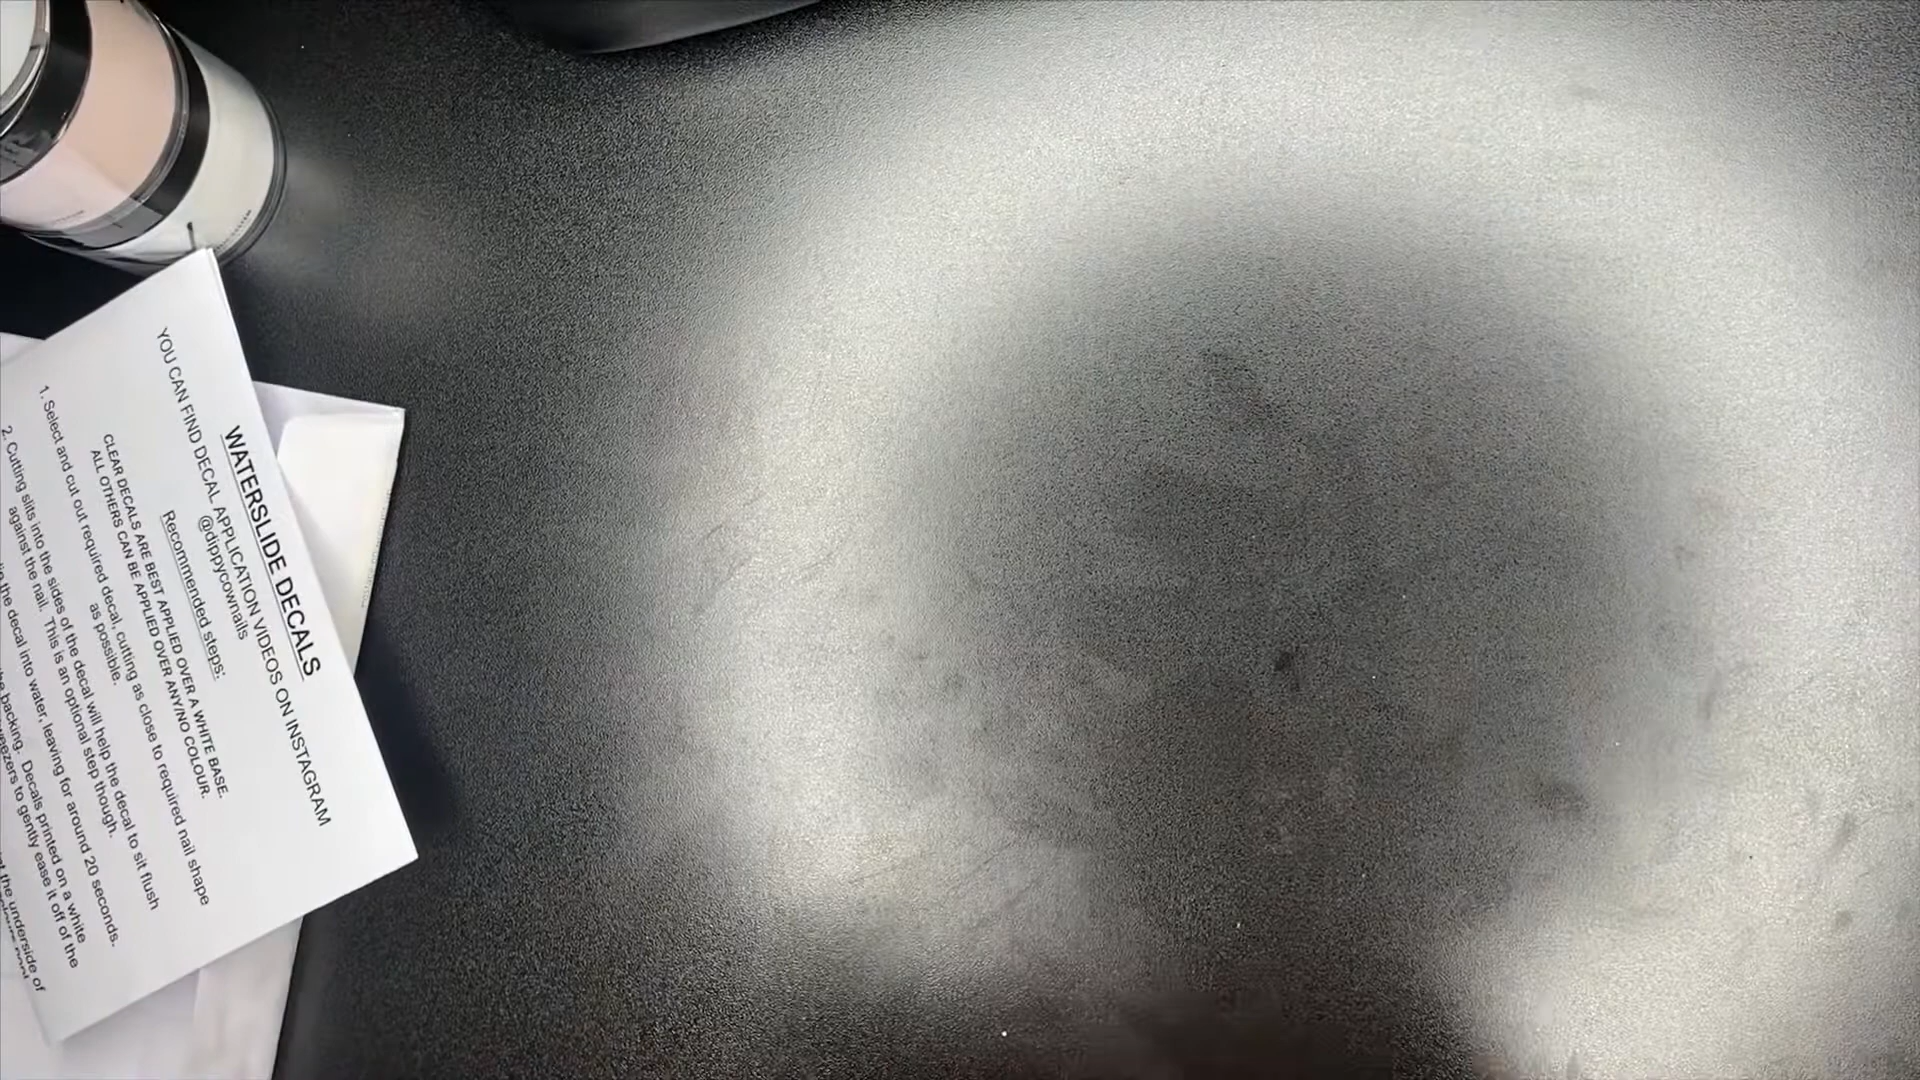 WATERSLIDE DECALS
YOU CAN FIND DECAL APPLICATION VIDEOS ON INSTAGRAM
@dippycownails
Recommended steps:
CLEAR DECALS ARE BEST APPLIED OVER A WHITE BASE.
ALL OTHERS CAN BE APPLIED OVER ANY/NO COLOUR.
1. Select and cut out required decal, cutting as close to required nail shape
as possible.
2. Cutting slits into the sides of the decal will help the decal to sit flush
against the nail. This is an optional step though.
the decal into water, leaving for around 20 seconds.
backing. Decals printed on a white
to gently ease it off of the
the underside of